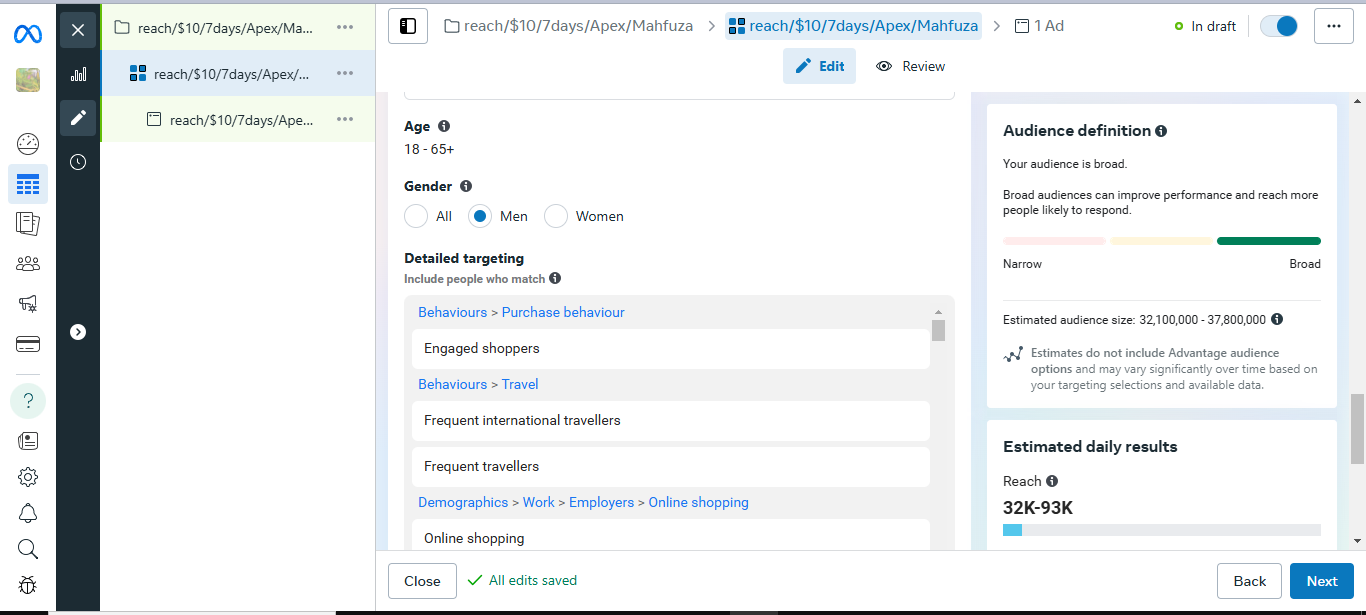 reach/$10/7days/Apex/Ma...
reach/$10/7days/Apex/...
reach/$10/7days/Ape...
reach/$10/7days/Apex/Mahfuza
reach/$10/7days/Apex/Mahfuza
1 Ad
In draft
Edit
Review
Age
18 - 65+
Gender
All
Men
Women
Detailed targeting
Include people who match
Behaviours > Purchase behaviour
Engaged shoppers
Behaviours > Travel
Frequent international travellers
Frequent travellers
Demographics > Work > Employers > Online shopping
Online shopping
Audience definition
Your audience is broad.
Broad audiences can improve performance and reach more
people likely to respond.
Narrow
Broad
Estimated audience size: 32,100,000 - 37,800,000
Estimates do not include Advantage audience
options and may vary significantly over time based on
your targeting selections and available data.
Estimated daily results
Reach
32K-93K
Close
All edits saved
Back
Next